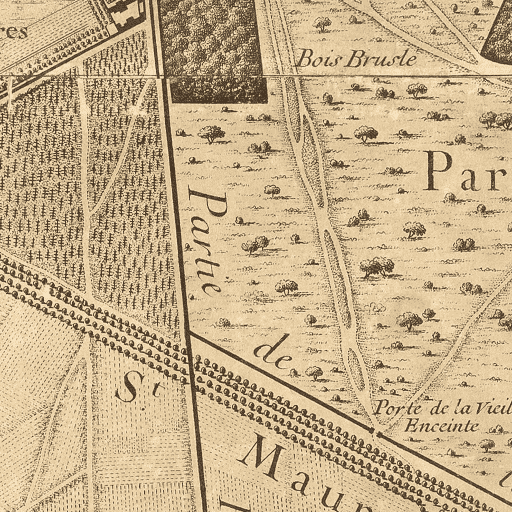 res
Bois Brusle
Par
Partie
de
St
Porte de la Vieil
Enceinte
Maur